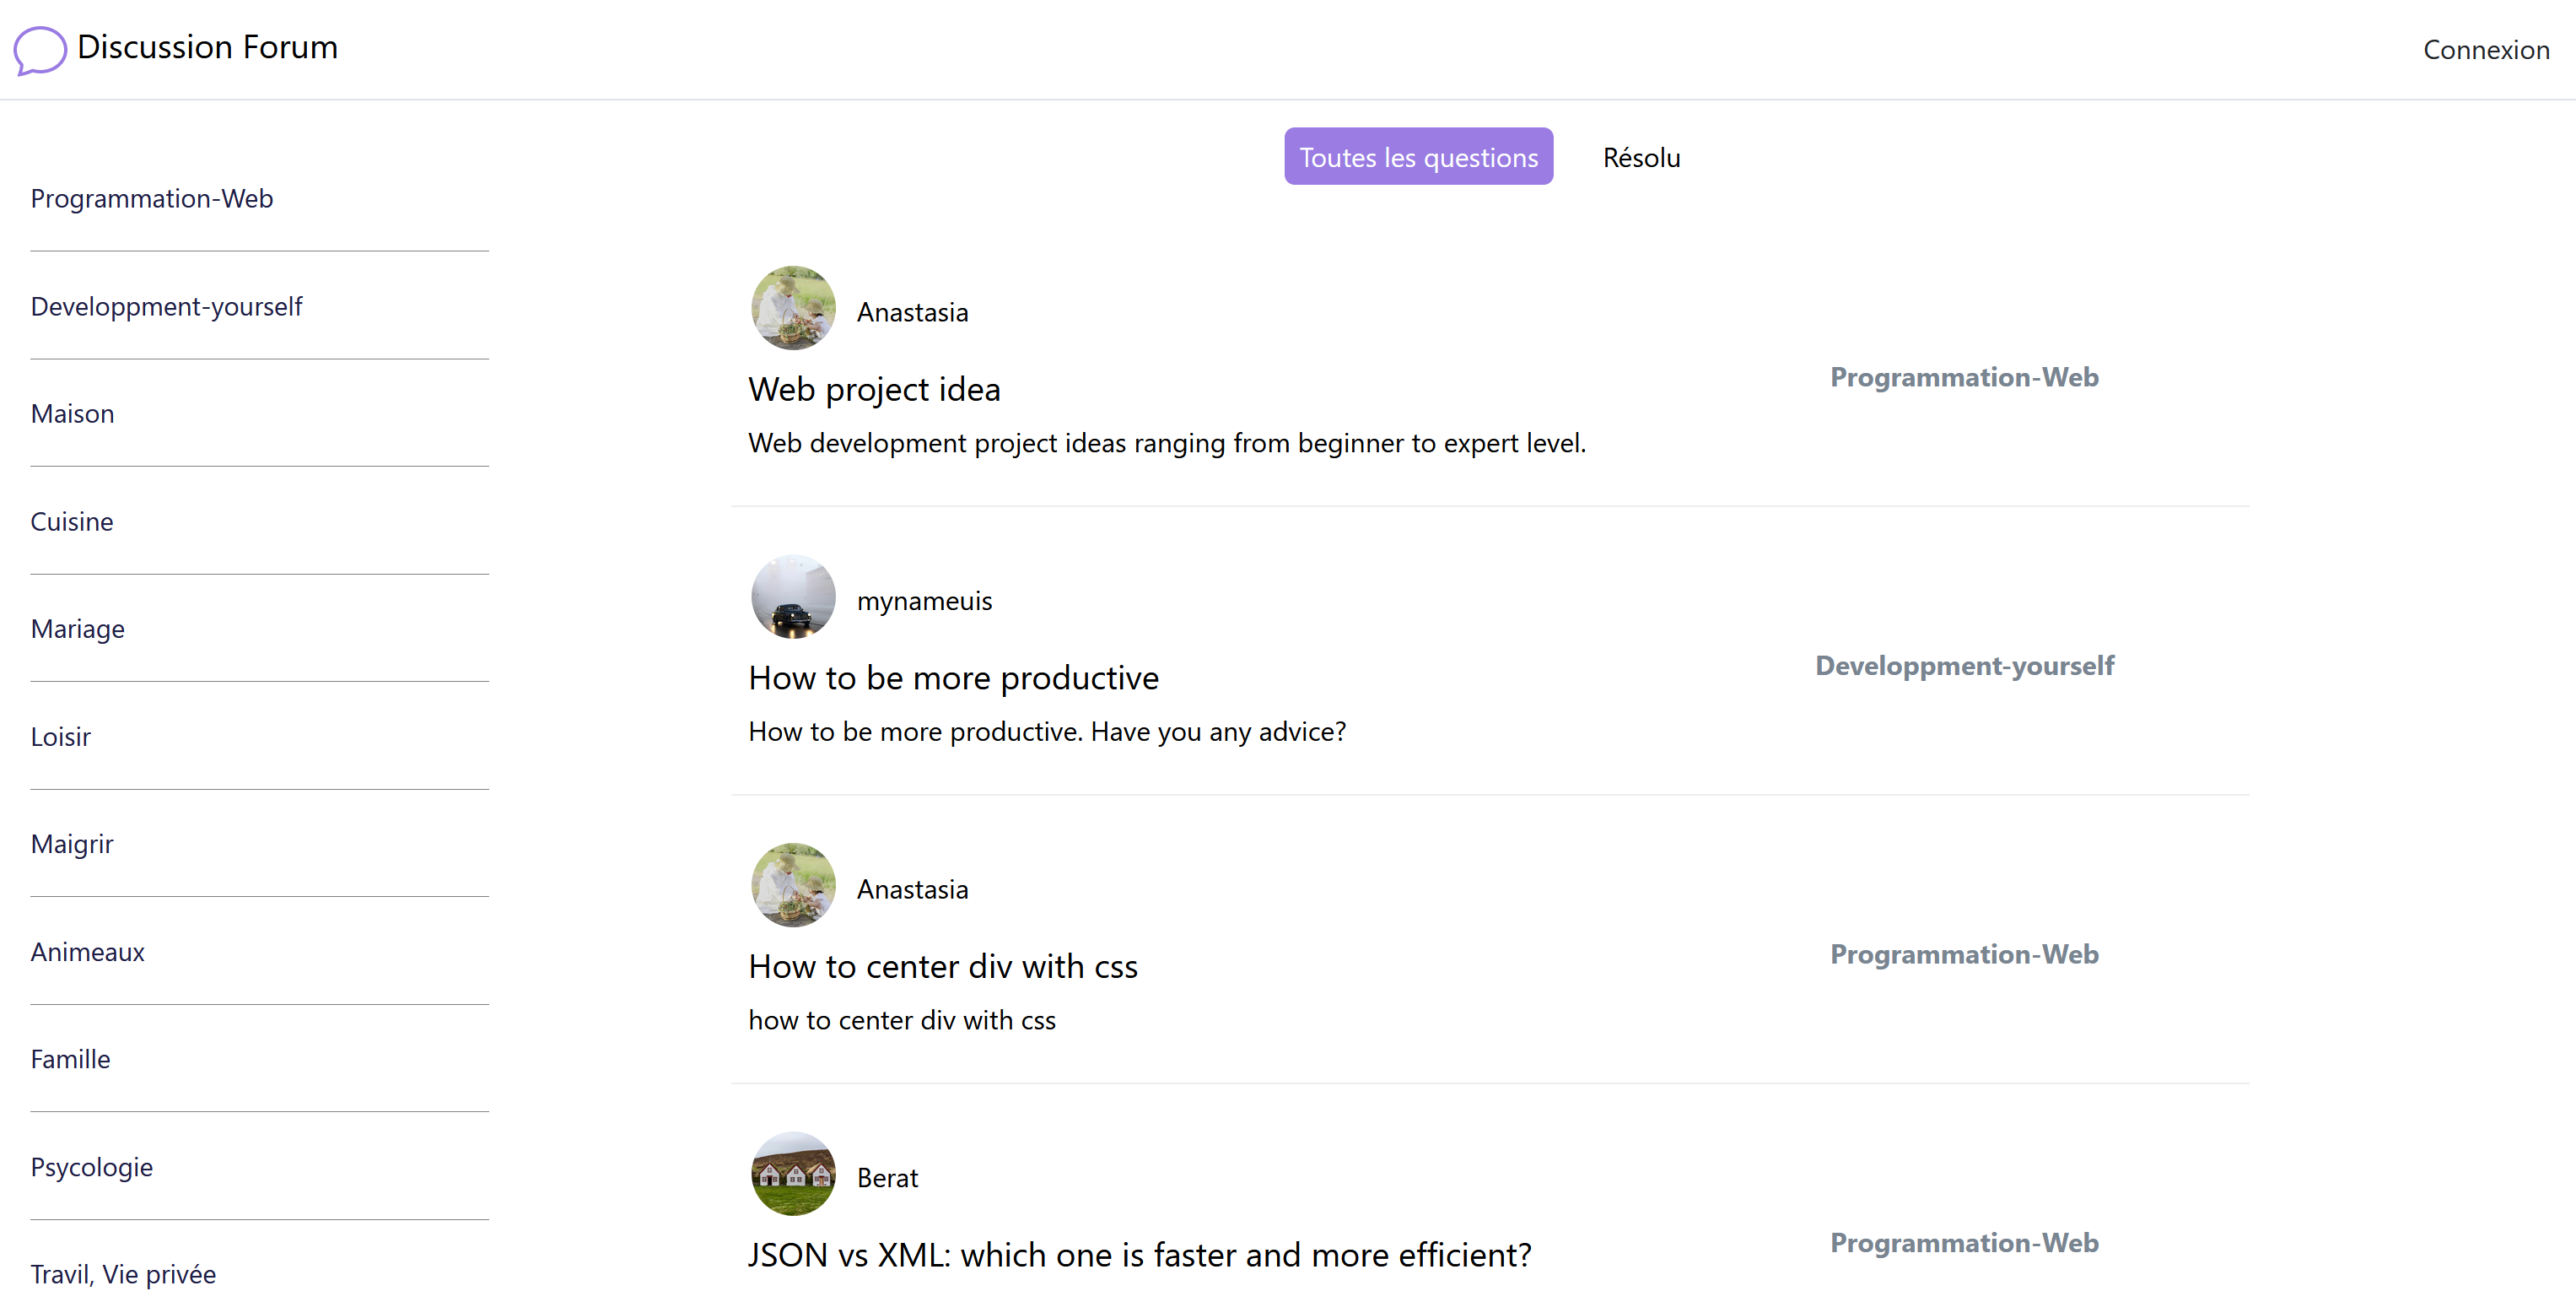 Discussion Forum
Connexion
Toutes les questions
Résolu
Programmation-Web
Developpment-yourself
Maison
Cuisine
Mariage
Loisir
Maigrir
Animeaux
Famille
Psycologie
Travil, Vie privée
Anastasia
Web project idea
Web development project ideas ranging from beginner to expert level.
Programmation-Web
mynameuis
How to be more productive
How to be more productive. Have you any advice?
Developpment-yourself
Anastasia
How to center div with css
how to center div with css
Programmation-Web
Berat
JSON vs XML: which one is faster and more efficient?
Programmation-Web